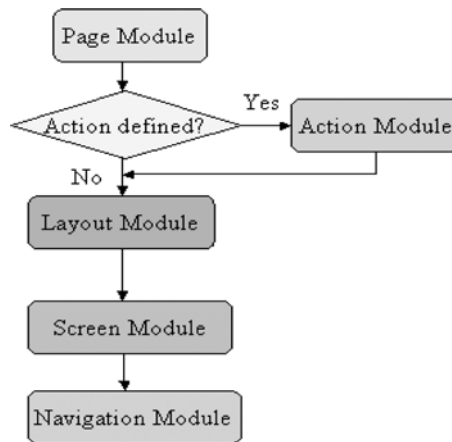 Page Module
Action defined?
Yes
Action Module
No
Layout Module
Screen Module
Navigation Module